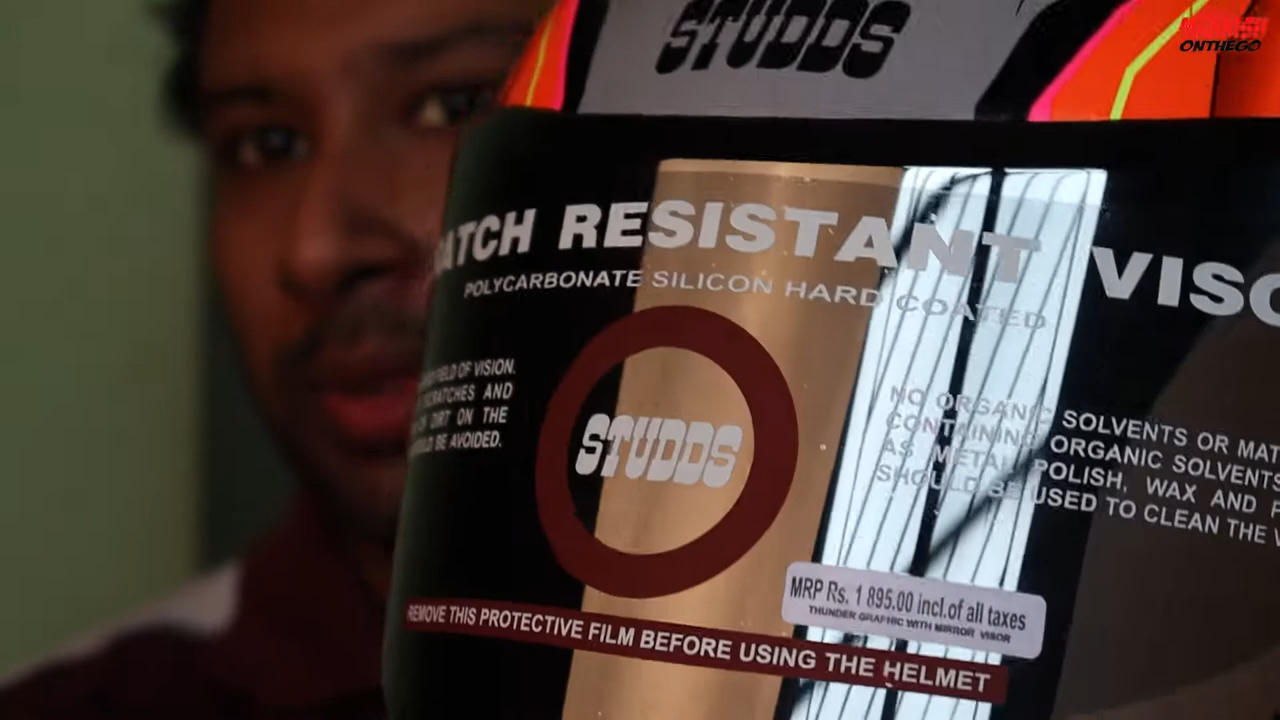 STUDDS
ONTHEGO
RESISTANT
POLYCARBONATE SILICON HARD COATED
FIELD OF VISION.
SCRATCHES AND
DIRT ON THE
BE AVOIDED.
STUDDS
NO ORGANIC SOLVENTS OR
CONTAINING ORGANIC SOLVENTS
AS METAL POLISH, WAX AND
SHOULD BE USED TO CLEAN THE
MRP Rs. 1 895.00 incl.of all taxes
THUNDER GRAPHIC WITH MIRROR VISOR
REMOVE THIS PROTECTIVE FILM BEFORE USING THE HELMET